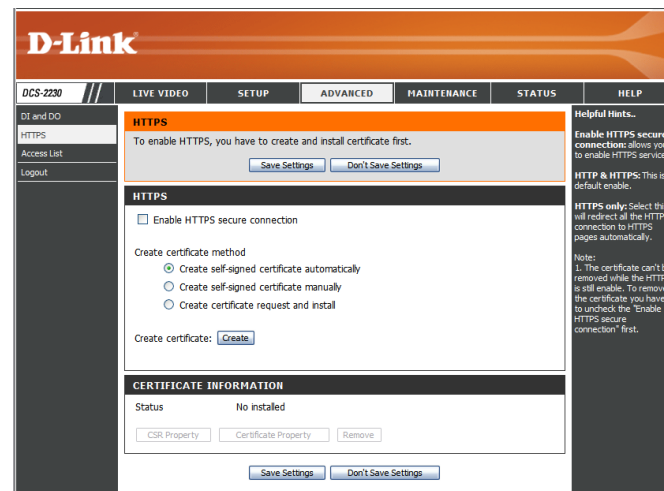 D-Link
DCS-2230
LIVE VIDEO
SETUP
ADVANCED
MAINTENANCE
STATUS
HELP
DI and DO
HTTPS
Access List
Logout
HTTPS
To enable HTTPS, you have to create and install certificate first.
Save Settings
Don't Save Settings
HTTPS
Enable HTTPS secure connection
Create certificate method
Create self-signed certificate automatically
Create self-signed certificate manually
Create certificate request and install
Create certificate: Create
CERTIFICATE INFORMATION
Status No installed
CSR Property
Certificate Property
Remove
Save Settings
Don't Save Settings
Helpful Hints..
Enable HTTPS secure
connection: allows you
to enable HTTPS service
HTTP & HTTPS: This is
default enable.
HTTPS only: Select this
will redirect all the HTTP
connection to HTTPS
pages automatically.
Note:
1. The certificate can't
removed while the HTTP
is still enable. To remove
the certificate you have
to uncheck the "Enable
HTTPS secure
connection" first.